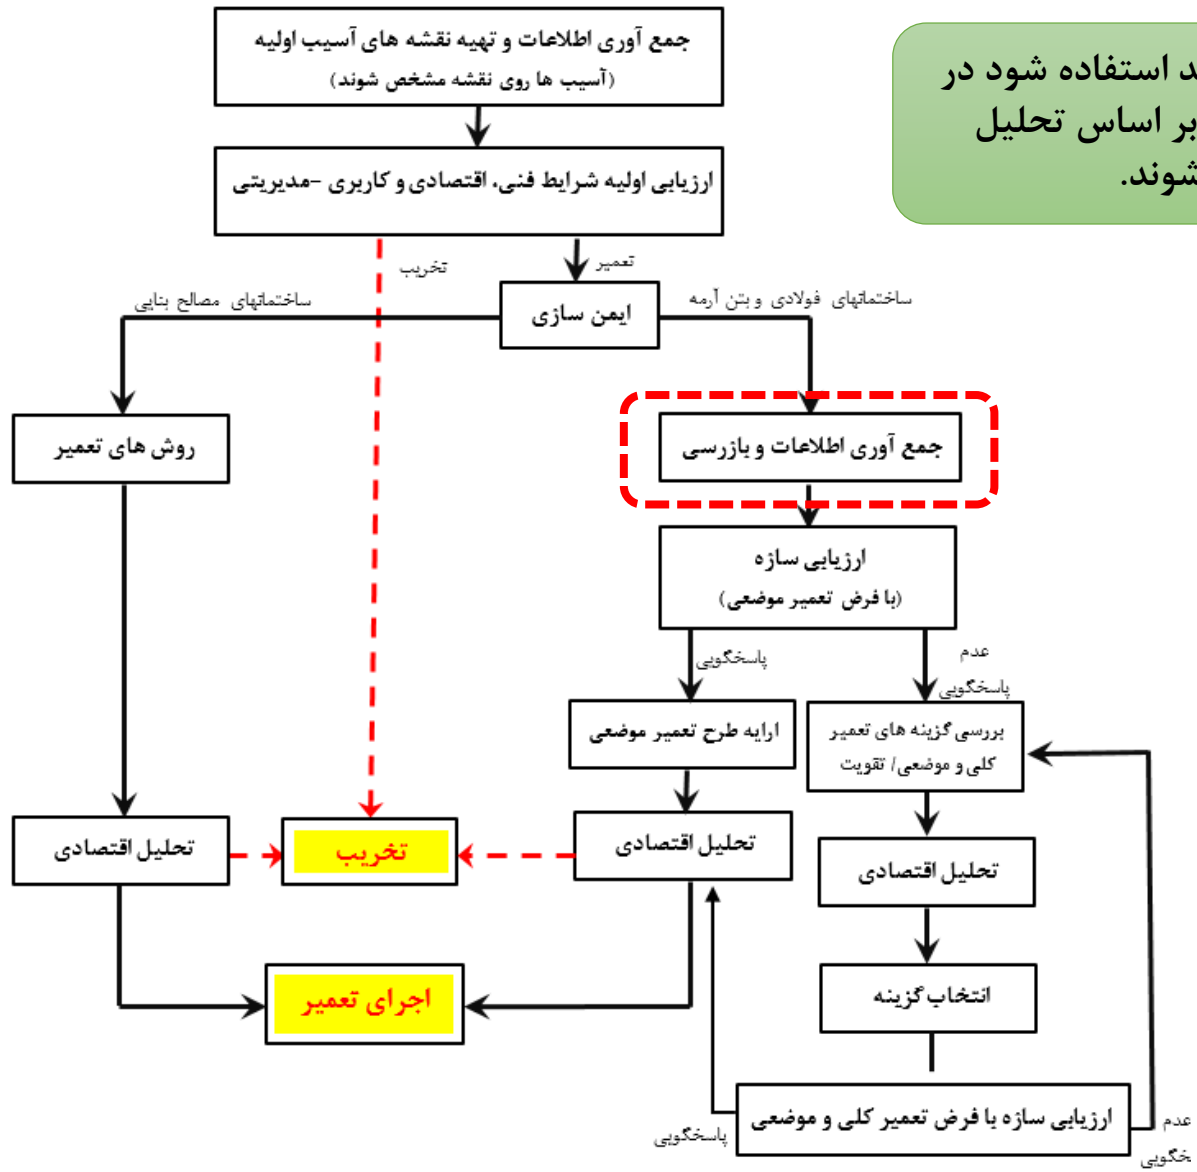 جمع آوری اطلاعات و تهیه نقشه های آسیب اولیه
(آسیب ها روی نقشه مشخص شوند)
د استفاده شود در
بر اساس تحلیل
شوند.
ارزیابی اولیه شرایط فنی، اقتصادی و کاربری -مدیریتی
تخریب
تعمیر
ساختمانهای فولادی و بتن آرمه
ایمن سازی
ساختمانهای مصالح بنایی
جمع آوری اطلاعات و بازرسی
روش های تعمیر
ارزیابی سازه
(با فرض تعمیر موضعی)
عدم
پاسخگویی
پاسخگویی
بررسی گزینه های تعمیر
کلی و موضعی/ تقویت
ارایه طرح تعمیر موضعی
تحلیل اقتصادی
تحلیل اقتصادی
تخریب
تحلیل اقتصادی
انتخاب گزینه
اجرای تعمیر
ارزیابی سازه با فرض تعمیر کلی و موضعی
پاسخگویی
عدم
خگویی